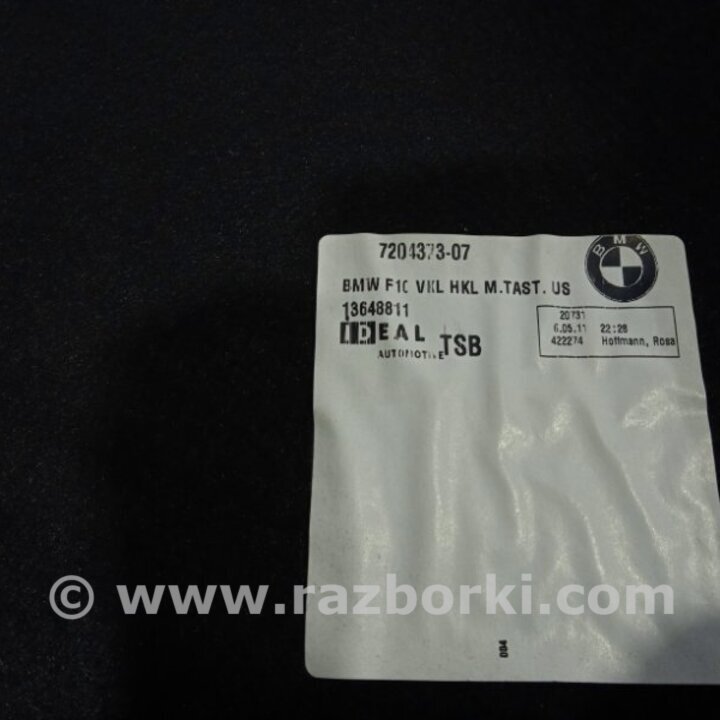 7204373-07
BMW F10 VKL HKL M.TAST. US
13648811
IDEAL
AUTOMOTIVE
TSB
20731
6.05.11 22:28
422274 Hoffmann, Rosa
BMW
© www.razborki.com
004